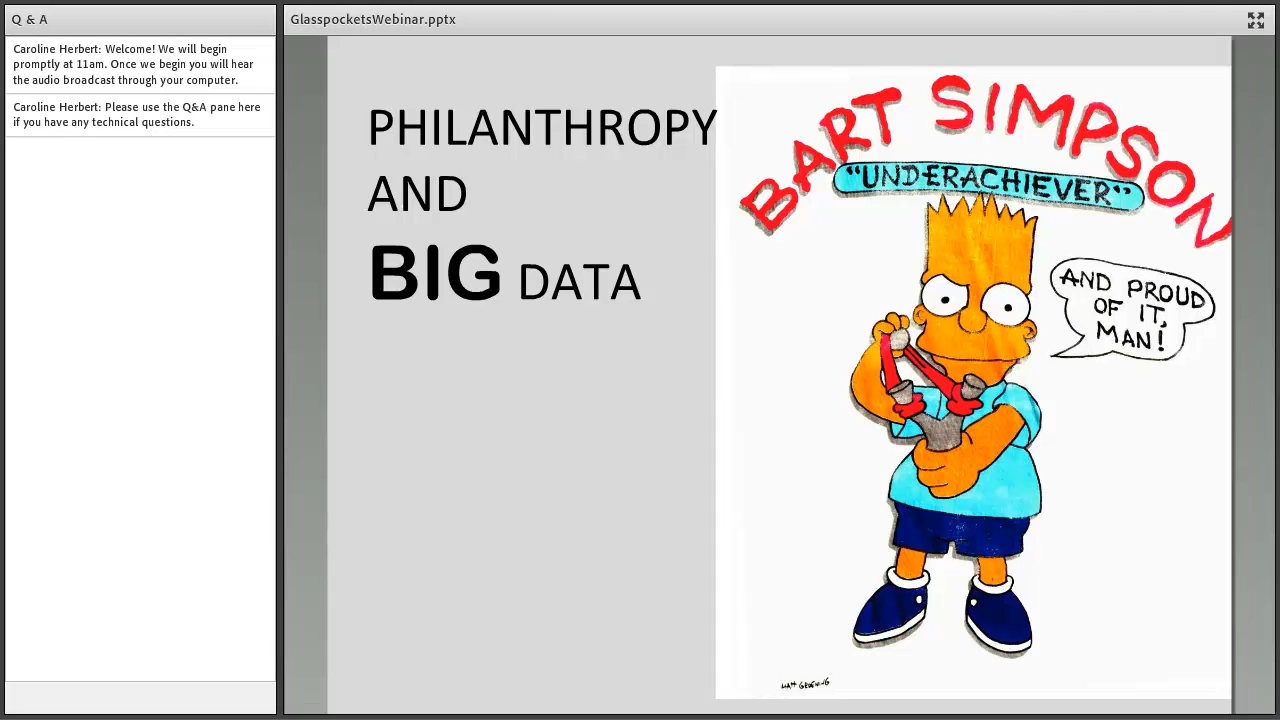 Q & A
Caroline Herbert: Welcome! We will begin
promptly at 11am. Once we begin you will hear
the audio broadcast through your computer.
Caroline Herbert: Please use the Q&A pane here
if you have any technical questions.
GlasspocketsWebinar.pptx
PHILANTHROPY
AND
BIG DATA
BART SIMPSON
“UNDERACHIEVER”
AND PROUD
OF IT,
MAN!
MATT GROENING